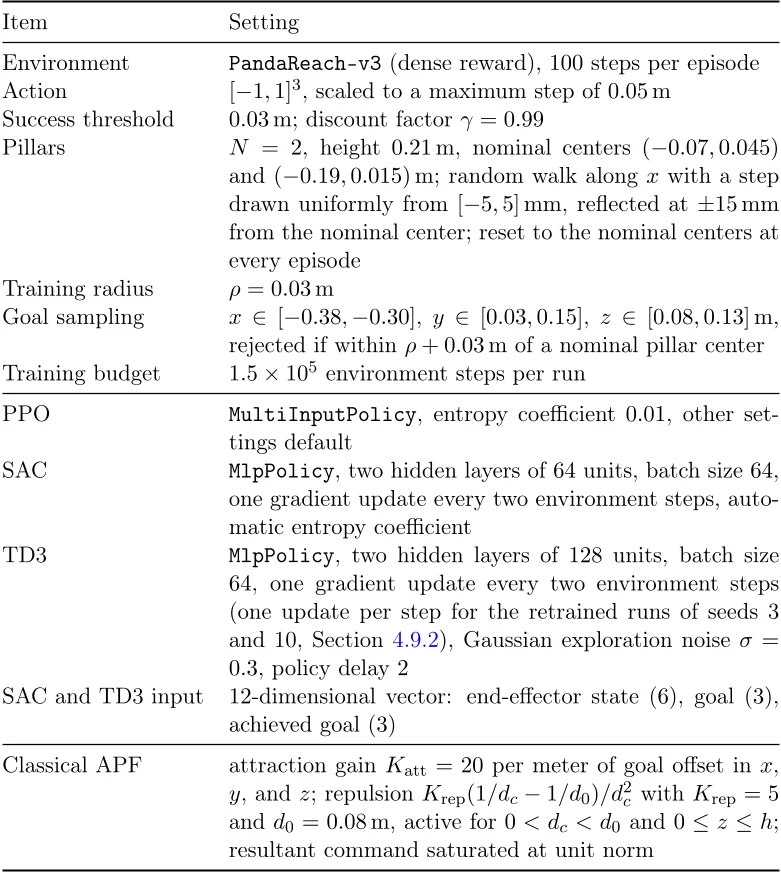 Item Setting
Environment PandaReach-v3 (dense reward), 100 steps per episode
Action [−1, 1]³, scaled to a maximum step of 0.05 m
Success threshold 0.03 m; discount factor γ = 0.99
Pillars N = 2, height 0.21 m, nominal centers (−0.07, 0.045)
and (−0.19, 0.015) m; random walk along x with a step
drawn uniformly from [−5, 5] mm, reflected at ±15 mm
from the nominal center; reset to the nominal centers at
every episode
Training radius ρ = 0.03 m
Goal sampling x ∈ [−0.38, −0.30], y ∈ [0.03, 0.15], z ∈ [0.08, 0.13] m,
rejected if within ρ + 0.03 m of a nominal pillar center
Training budget 1.5 × 10⁵ environment steps per run
PPO MultiInputPolicy, entropy coefficient 0.01, other set-
tings default
SAC MlpPolicy, two hidden layers of 64 units, batch size 64,
one gradient update every two environment steps, auto-
matic entropy coefficient
TD3 MlpPolicy, two hidden layers of 128 units, batch size
64, one gradient update every two environment steps
(one update per step for the retrained runs of seeds 3
and 10, Section 4.9.2), Gaussian exploration noise σ =
0.3, policy delay 2
SAC and TD3 input 12-dimensional vector: end-effector state (6), goal (3),
achieved goal (3)
Classical APF attraction gain K_att = 20 per meter of goal offset in x,
y, and z; repulsion K_rep(1/d_c − 1/d_0)/d_c² with K_rep = 5
and d_0 = 0.08 m, active for 0 < d_c < d_0 and 0 ≤ z ≤ h;
resultant command saturated at unit norm